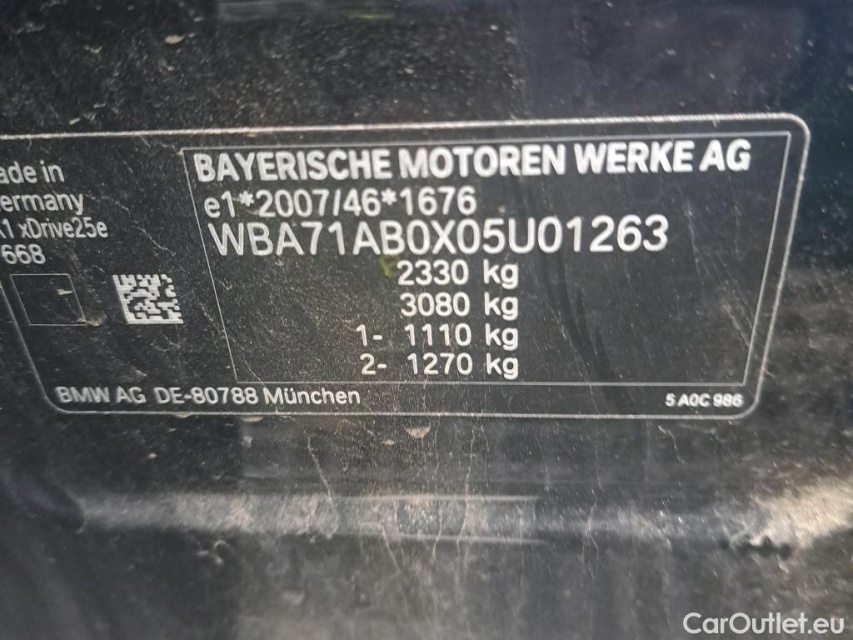 ade in
ermany
1 xDrive25e
668
BAYERISCHE MOTOREN WERKE AG
e1*2007/46*1676
WBA71AB0X05U01263
2330 kg
3080 kg
1- 1110 kg
2- 1270 kg
BMW AG DE-80788 München
5 A0C 986
CarOutlet.eu